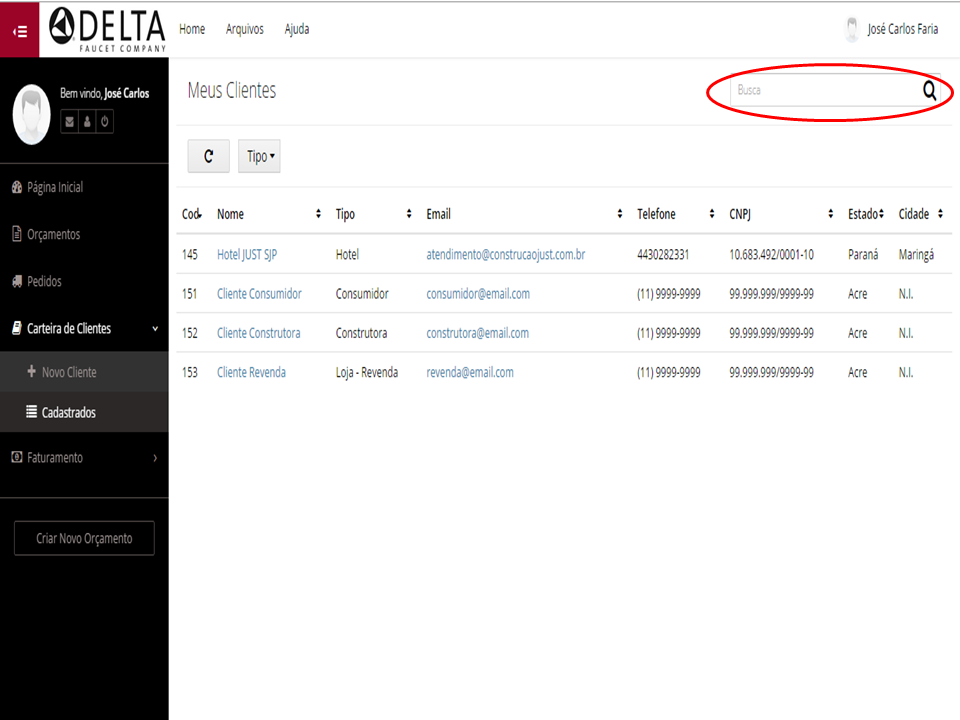 DELTA Home Arquivos Ajuda José Carlos Faria
FAUCET COMPANY
Bem vindo, José Carlos
Meus Clientes Busca
Tipo
Página Inicial
Orçamentos
Pedidos
Carteira de Clientes
Novo Cliente
Cadastrados
Faturamento
Criar Novo Orçamento
Cod Nome Tipo Email Telefone CNPJ Estado Cidade
145 Hotel JUST SJP Hotel atendimento@construcaojust.com.br 4430282331 10.683.492/0001-10 Paraná Maringá
151 Cliente Consumidor Consumidor consumidor@email.com (11) 9999-9999 99.999.999/9999-99 Acre N.I.
152 Cliente Construtora Construtora construtora@email.com (11) 9999-9999 99.999.999/9999-99 Acre N.I.
153 Cliente Revenda Loja - Revenda revenda@email.com (11) 9999-9999 99.999.999/9999-99 Acre N.I.